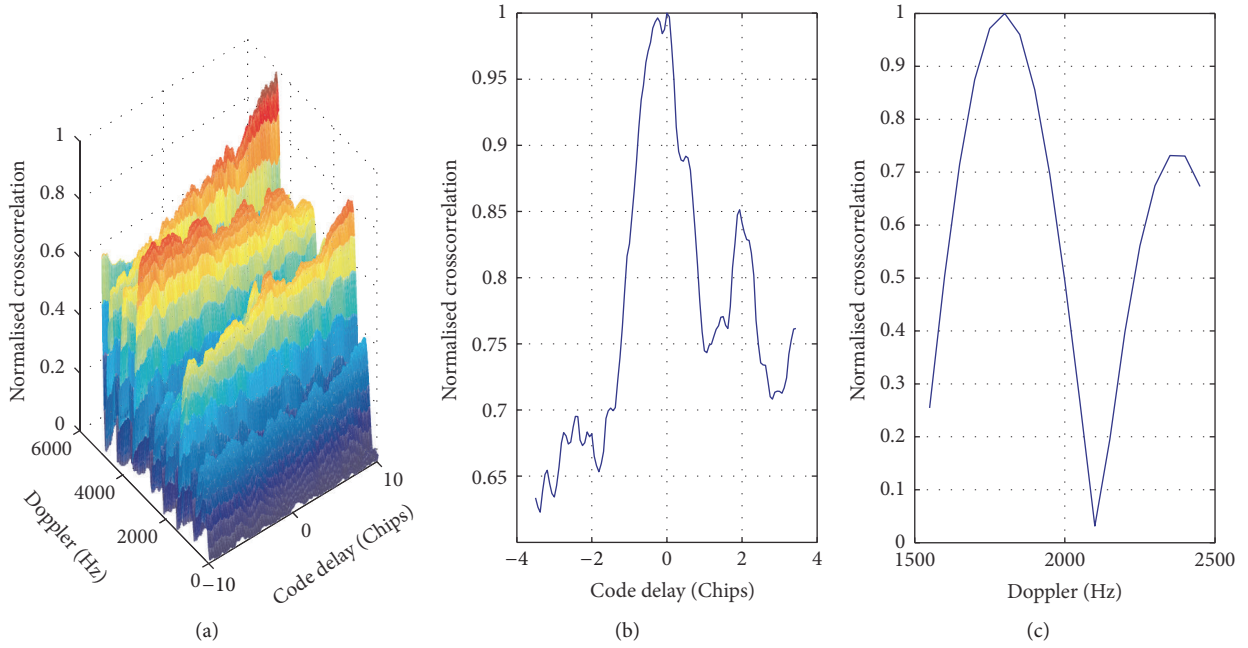 Normalised crosscorrelation
1
0.8
0.6
0.4
0.2
0
6000
4000
2000
0
Doppler (Hz)
−10
0
10
Code delay (Chips)
(a)
Normalised crosscorrelation
1
0.95
0.9
0.85
0.8
0.75
0.7
0.65
−4 −2 0 2 4
Code delay (Chips)
(b)
Normalised crosscorrelation
1
0.9
0.8
0.7
0.6
0.5
0.4
0.3
0.2
0.1
0
1500 2000 2500
Doppler (Hz)
(c)